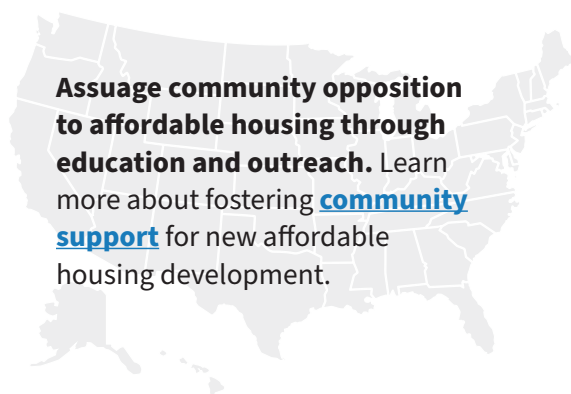 Assuage community opposition
to affordable housing through
education and outreach. Learn
more about fostering community
support for new affordable
housing development.